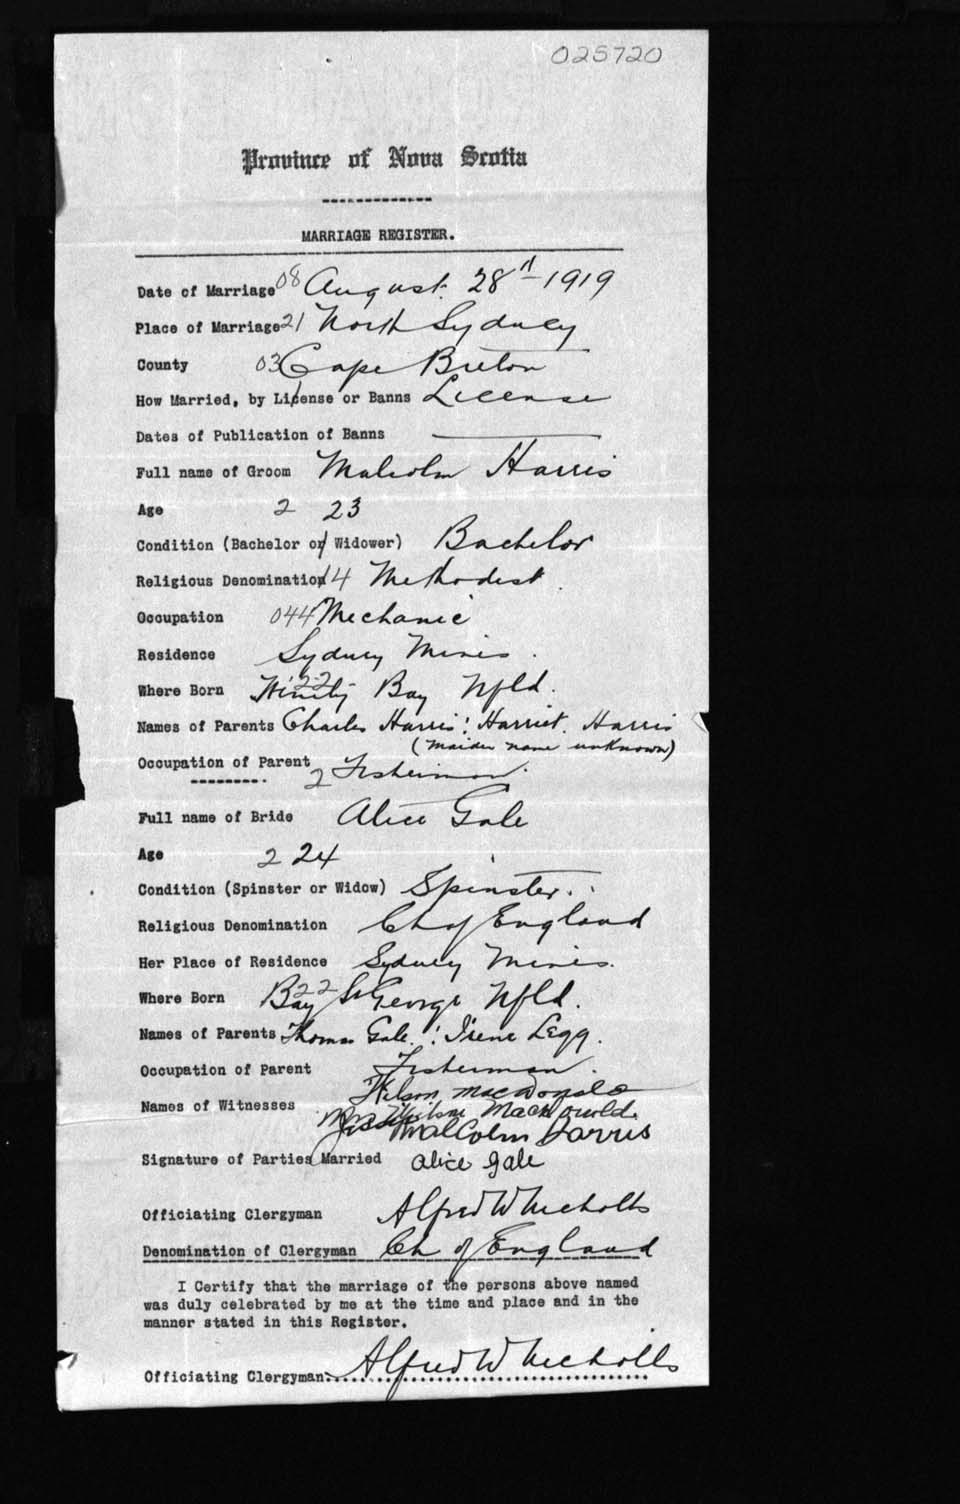 025720
Province of Nova Scotia
MARRIAGE REGISTER.
Date of Marriage 08 August 28th 1919
Place of Marriage 21 North Sydney
County 03 Cape Breton
How Married, by License or Banns License
Dates of Publication of Banns
Full name of Groom Malcolm Harris
Age 2 23
Condition (Bachelor or Widower) Bachelor
Religious Denomination 14 Methodist
Occupation 044 Mechanic
Residence Sydney Mines.
Where Born 22 Trinity Bay Nfld.
Names of Parents Charles Harris: Harriet Harris
(maiden name unknown)
Occupation of Parent 2 Fisherman.
Full name of Bride Alice Gale
Age 2 24
Condition (Spinster or Widow) Spinster.
Religious Denomination Ch of England
Her Place of Residence Sydney Mines.
Where Born 22 Bay St George Nfld.
Names of Parents Thomas Gale: Irene Legg.
Occupation of Parent Fisherman.
Names of Witnesses Wilson MacDonald
Mrs Wilson MacDonald.
Malcolm Harris
Signature of Parties Married Alice Gale
Officiating Clergyman Alfred W Nicholls
Denomination of Clergyman Ch of England
I Certify that the marriage of the persons above named
was duly celebrated by me at the time and place and in the
manner stated in this Register.
Officiating Clergyman. Alfred W Nicholls